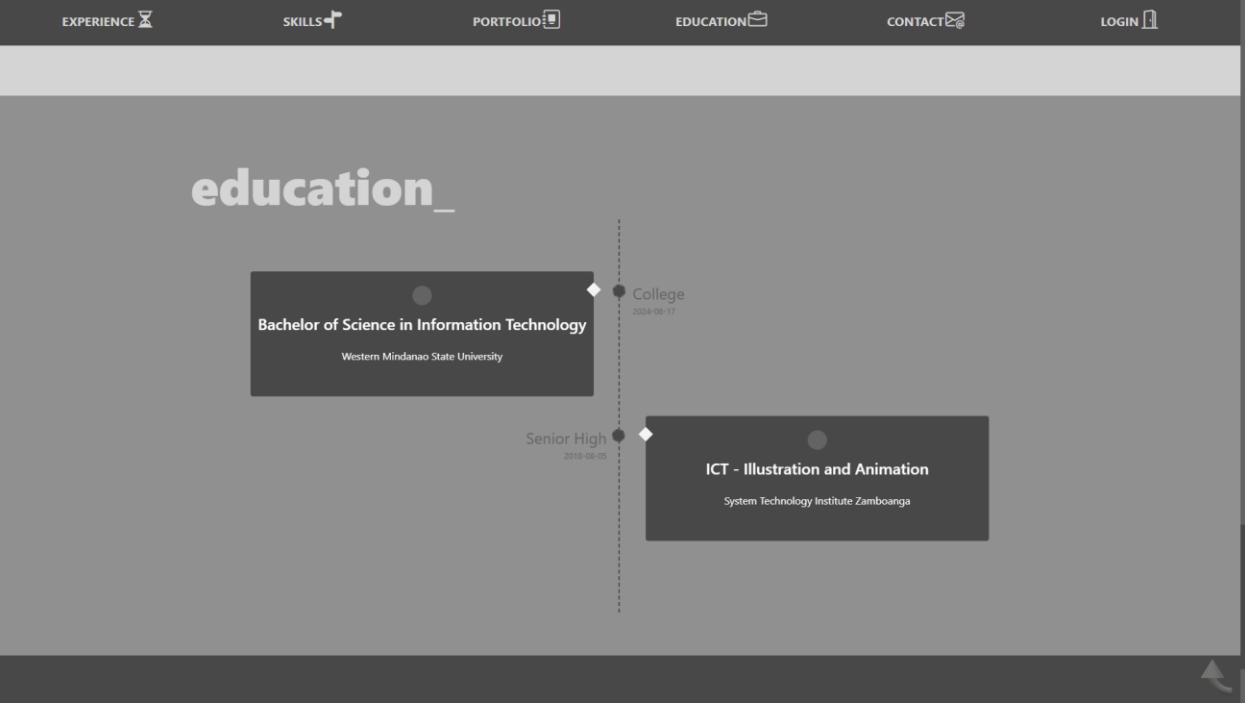 EXPERIENCE
SKILLS
PORTFOLIO
EDUCATION
CONTACT
LOGIN
education_
College
2024-08-17
Bachelor of Science in Information Technology
Western Mindanao State University
Senior High
2018-08-05
ICT - Illustration and Animation
System Technology Institute Zamboanga